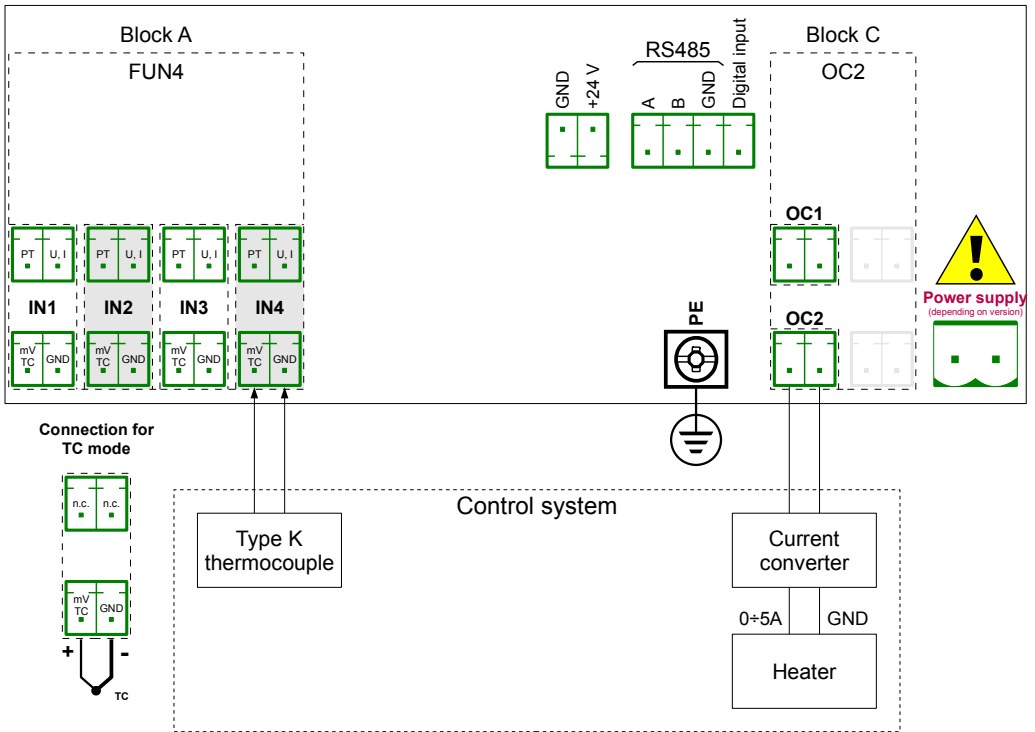 Block A
FUN4
GND
+24 V
RS485
A
B
GND
Digital input
Block C
OC2
PT U, I
PT U, I
PT U, I
PT U, I
IN1
IN2
IN3
IN4
mV
TC GND
mV
TC GND
mV
TC GND
mV
TC GND
PE
OC1
OC2
Power supply
(depending on version)
Connection for
TC mode
n.c. n.c.
mV
TC GND
+ -
TC
Control system
Type K
thermocouple
Current
converter
0÷5A GND
Heater